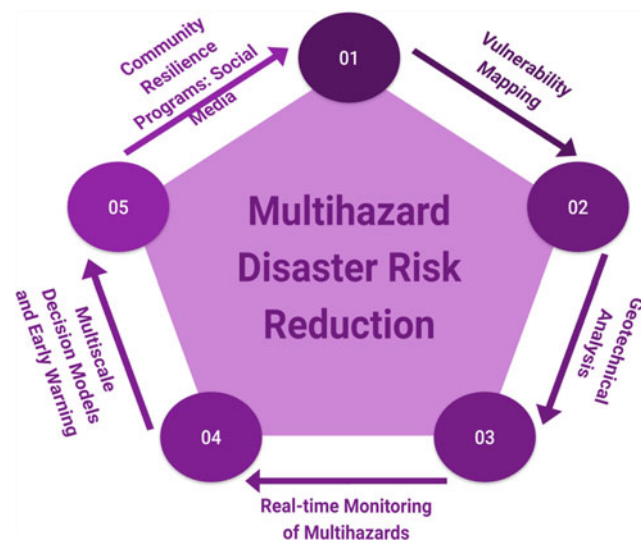 01
Vulnerability
Mapping
02
Geotechnical
Analysis
03
Real-time Monitoring
of Multihazards
04
Multiscale
Decision Models
and Early Warning
05
Community
Resilience
Programs: Social
Media
Multihazard
Disaster Risk
Reduction